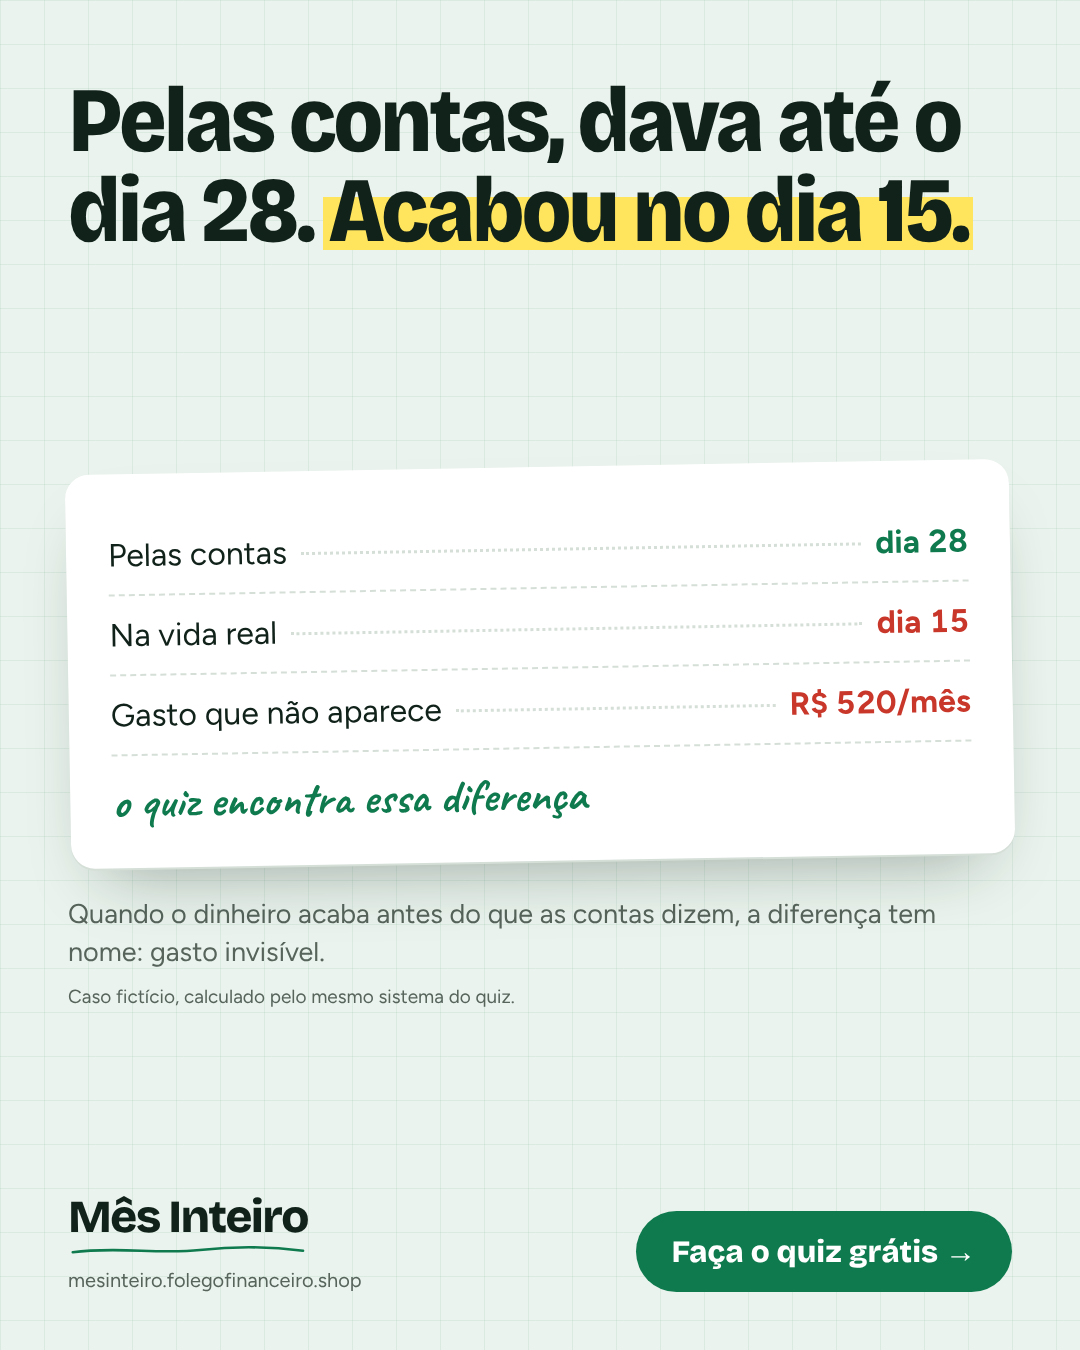 Pelas contas, dava até o
dia 28. Acabou no dia 15.
Pelas contas dia 28
Na vida real dia 15
Gasto que não aparece R$ 520/mês
o quiz encontra essa diferença
Quando o dinheiro acaba antes do que as contas dizem, a diferença tem
nome: gasto invisível.
Caso fictício, calculado pelo mesmo sistema do quiz.
Mês Inteiro
mesinteiro.folegofinanceiro.shop
Faça o quiz grátis →